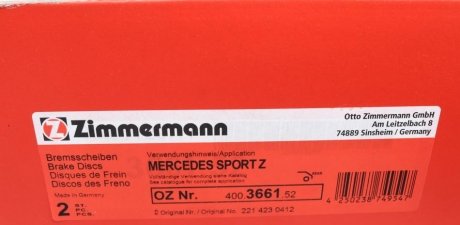 Zimmermann
Otto Zimmermann GmbH
Am Leitzelbach 8
74889 Sinsheim / Germany
Bremsscheiben
Brake Discs
Disques de Frein
Discos des Freno
Made in Germany
2 ST. PC. PCS.
Verwendungshinweis/Application
MERCEDES SPORT Z
Vollständige Verwendung siehe Katalog
See catalogue for complete application
OZ Nr. 400.3661.52
Original Nr. / Original No. 221 423 0412
4 250238 749347